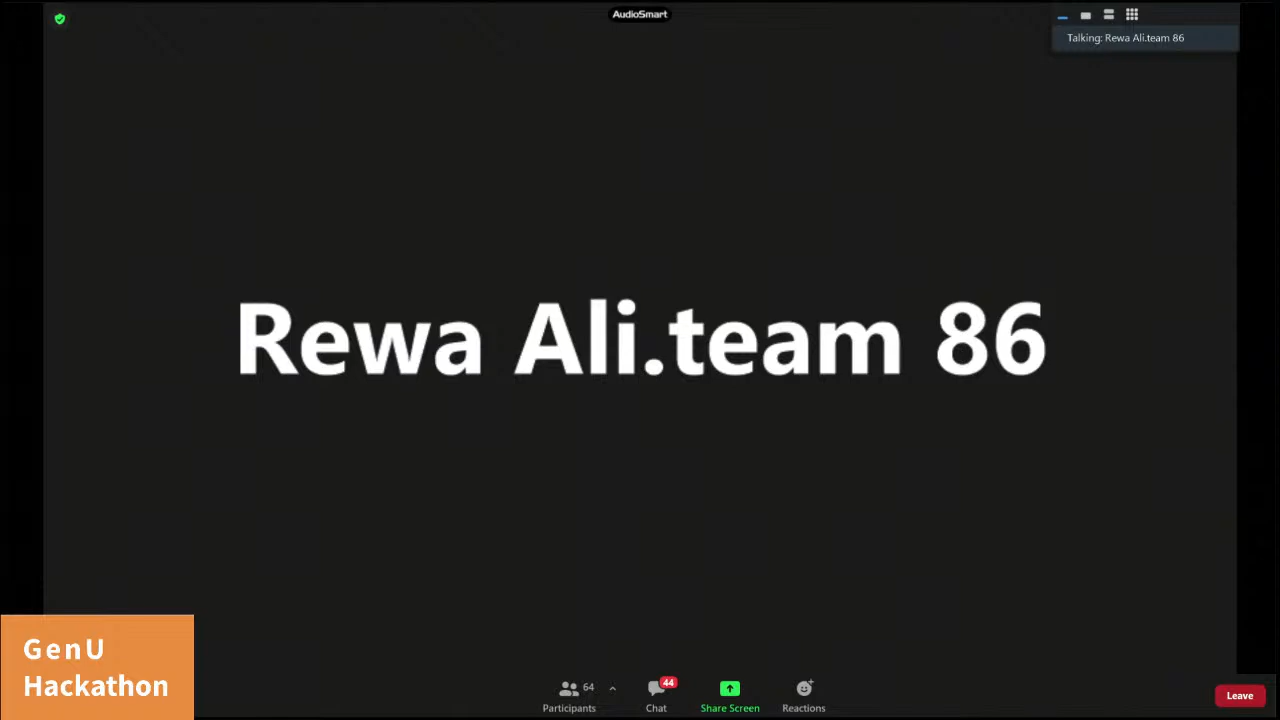 AudioSmart
Talking: Rewa Ali.team 86
Rewa Ali.team 86
GenU
Hackathon
64
44
Participants
Chat
Share Screen
Reactions
Leave